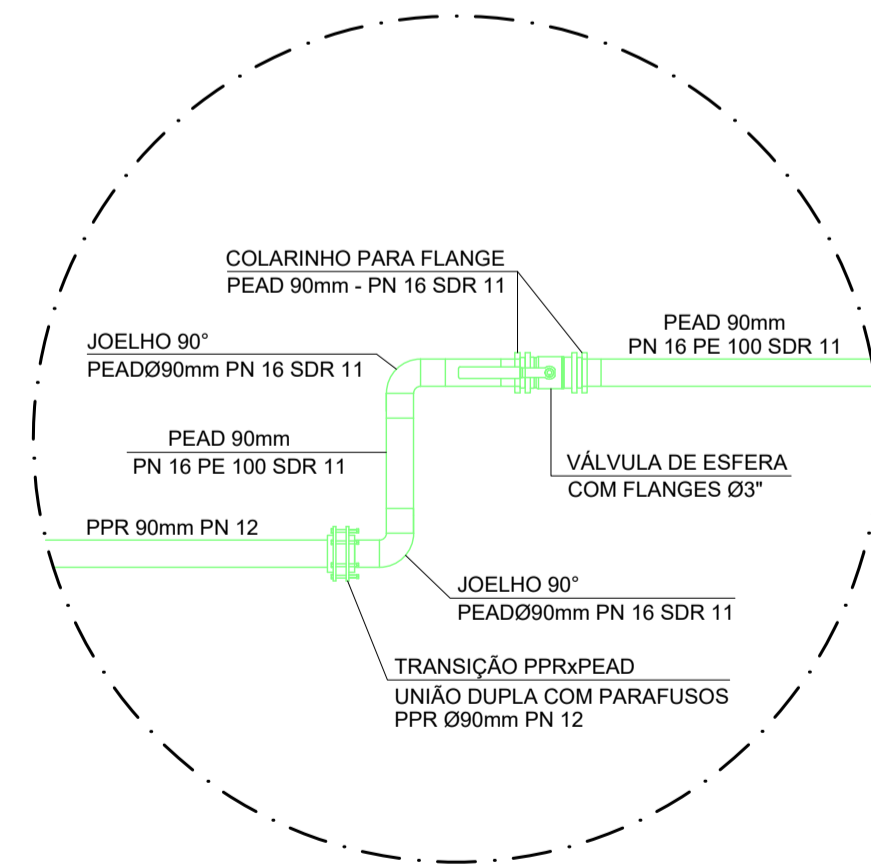 COLARINHO PARA FLANGE
PEAD 90mm - PN 16 SDR 11
PEAD 90mm
PN 16 PE 100 SDR 11
JOELHO 90°
PEADØ90mm PN 16 SDR 11
PEAD 90mm
PN 16 PE 100 SDR 11
VÁLVULA DE ESFERA
COM FLANGES Ø3"
PPR 90mm PN 12
JOELHO 90°
PEADØ90mm PN 16 SDR 11
TRANSIÇÃO PPRxPEAD
UNIÃO DUPLA COM PARAFUSOS
PPR Ø90mm PN 12